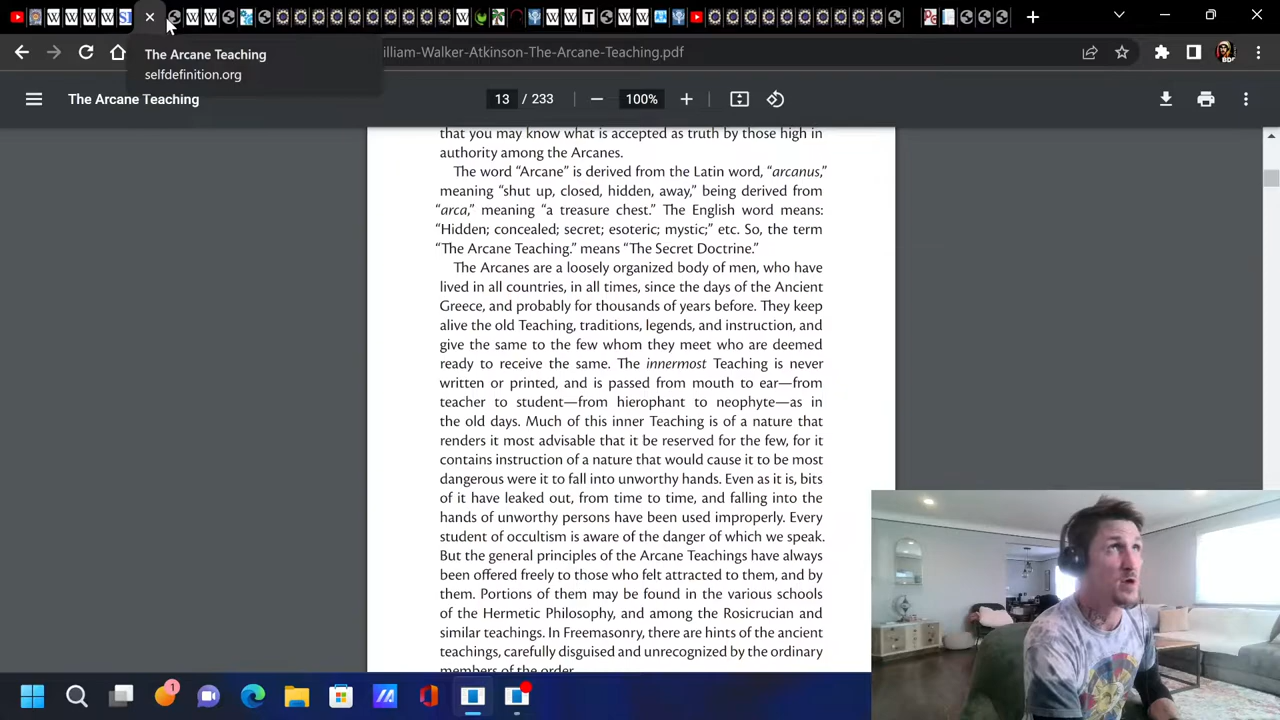 The Arcane Teaching
selfdefinition.org
illiam-Walker-Atkinson-The-Arcane-Teaching.pdf
The Arcane Teaching
13 / 233
100%
that you may know what is accepted as truth by those high in
authority among the Arcanes.
The word “Arcane” is derived from the Latin word, “arcanus,”
meaning “shut up, closed, hidden, away,” being derived from
“arca,” meaning “a treasure chest.” The English word means:
“Hidden; concealed; secret; esoteric; mystic;” etc. So, the term
“The Arcane Teaching.” means “The Secret Doctrine.”
The Arcanes are a loosely organized body of men, who have
lived in all countries, in all times, since the days of the Ancient
Greece, and probably for thousands of years before. They keep
alive the old Teaching, traditions, legends, and instruction, and
give the same to the few whom they meet who are deemed
ready to receive the same. The innermost Teaching is never
written or printed, and is passed from mouth to ear—from
teacher to student—from hierophant to neophyte—as in
the old days. Much of this inner Teaching is of a nature that
renders it most advisable that it be reserved for the few, for it
contains instruction of a nature that would cause it to be most
dangerous were it to fall into unworthy hands. Even as it is, bits
of it have leaked out, from time to time, and falling into the
hands of unworthy persons have been used improperly. Every
student of occultism is aware of the danger of which we speak.
But the general principles of the Arcane Teachings have always
been offered freely to those who felt attracted to them, and by
them. Portions of them may be found in the various schools
of the Hermetic Philosophy, and among the Rosicrucian and
similar teachings. In Freemasonry, there are hints of the ancient
teachings, carefully disguised and unrecognized by the ordinary
members of the order.
1